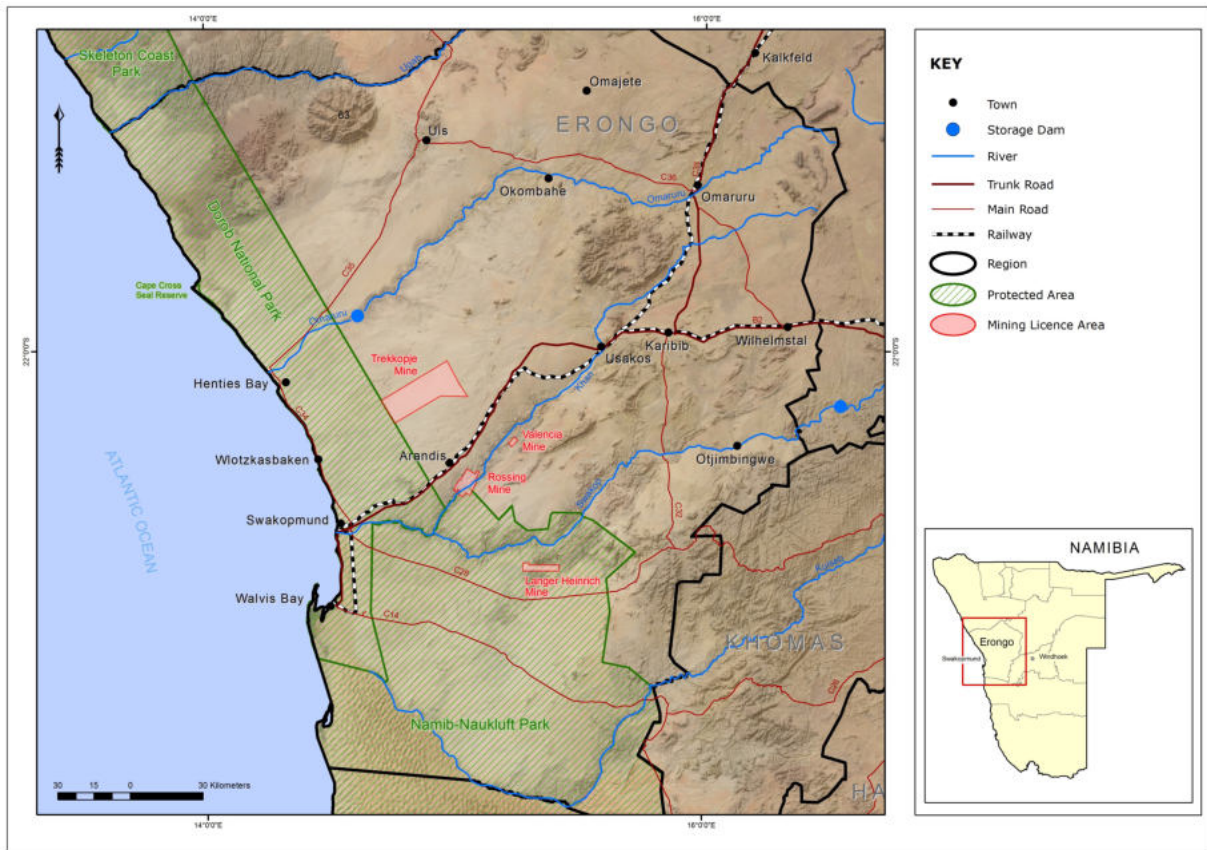 14°0'0"E
16°0'0"E
Skeleton Coast
Park
Ugab
Kalkfeld
Omajete
63
Uis
ERONGO
Okombahe
C36
Omaruru
Omaruru
Dorob National Park
C35
Cape Cross
Seal Reserve
Omaruru
22°0'0"S
22°0'0"S
B2
Karibib
Wilhelmstal
Usakos
Trekkopje
Mine
Khan
Henties Bay
C34
Valencia
Mine
Otjimbingwe
Arandis
Wlotzkasbaken
Rossing
Mine
Swakop
C32
ATLANTIC OCEAN
Swakopmund
C28
Langer Heinrich
Mine
Kuiseb
Walvis Bay
C14
KHOMAS
C26
Namib-Naukluft Park
HA
30 15 0 30 Kilometers
14°0'0"E
16°0'0"E
KEY
Town
Storage Dam
River
Trunk Road
Main Road
Railway
Region
Protected Area
Mining Licence Area
NAMIBIA
Erongo
Swakopmund
Windhoek